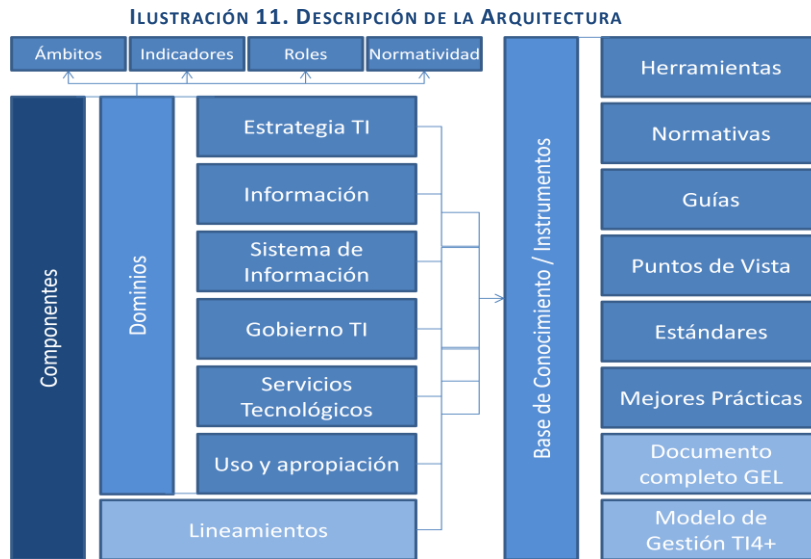 ILUSTRACIÓN 11. DESCRIPCIÓN DE LA ARQUITECTURA
Ámbitos
Indicadores
Roles
Normatividad
Componentes
Dominios
Estrategia TI
Información
Sistema de
Información
Gobierno TI
Servicios
Tecnológicos
Uso y apropiación
Lineamientos
Base de Conocimiento / Instrumentos
Herramientas
Normativas
Guías
Puntos de Vista
Estándares
Mejores Prácticas
Documento
completo GEL
Modelo de
Gestión TI4+